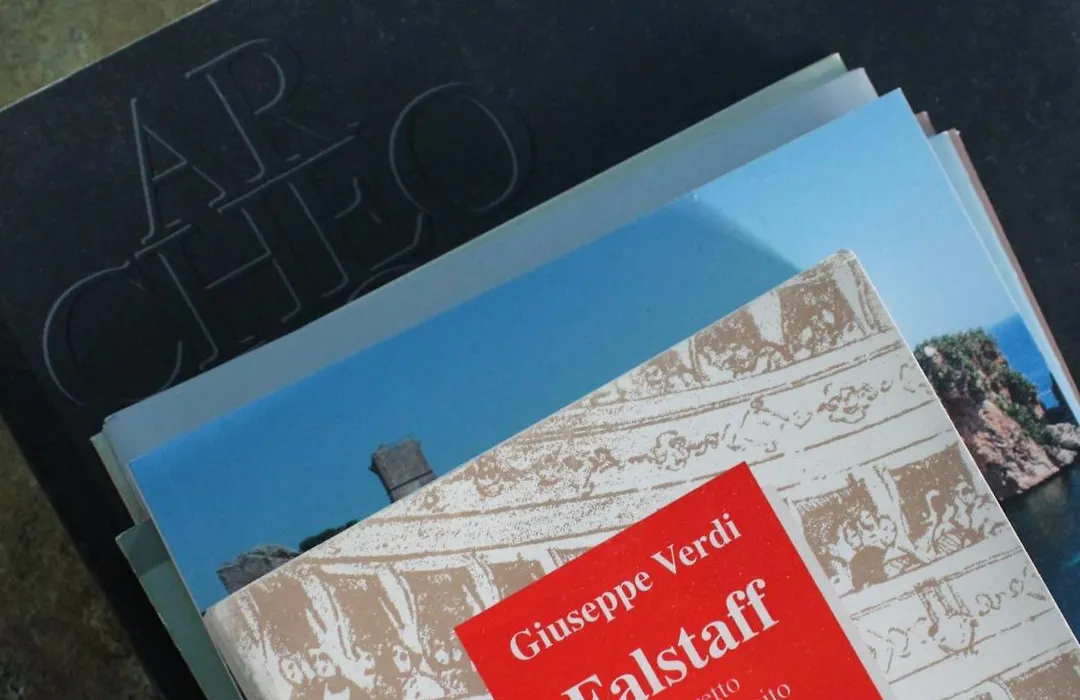 AR
CHEO
Giuseppe Verdi
Falstaff